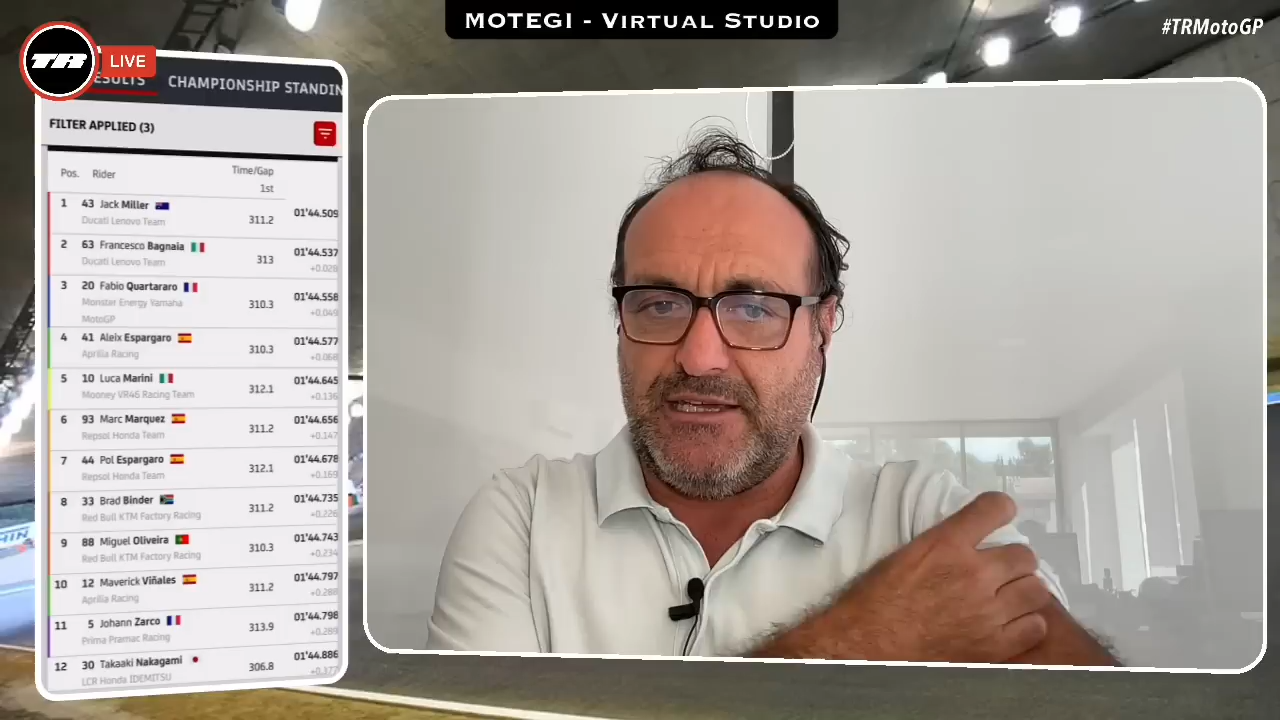 MOTEGI - Virtual Studio
#TRMotoGP
TR
LIVE
ESULTS
CHAMPIONSHIP STANDIN
FILTER APPLIED (3)
Pos. Rider Time/Gap
1st
1 43 Jack Miller 311.2 01'44.509
Ducati Lenovo Team
2 63 Francesco Bagnaia 313 01'44.537
Ducati Lenovo Team +0.028
3 20 Fabio Quartararo 310.3 01'44.558
Monster Energy Yamaha +0.049
MotoGP
4 41 Aleix Espargaro 310.3 01'44.577
Aprilia Racing +0.068
5 10 Luca Marini 312.1 01'44.645
Mooney VR46 Racing Team +0.136
6 93 Marc Marquez 311.2 01'44.656
Repsol Honda Team +0.147
7 44 Pol Espargaro 312.1 01'44.678
Repsol Honda Team +0.169
8 33 Brad Binder 311.2 01'44.735
Red Bull KTM Factory Racing +0.226
9 88 Miguel Oliveira 310.3 01'44.743
Red Bull KTM Factory Racing +0.234
10 12 Maverick Viñales 311.2 01'44.797
Aprilia Racing +0.288
11 5 Johann Zarco 313.9 01'44.798
Prima Pramac Racing +0.289
12 30 Takaaki Nakagami 306.8 01'44.886
LCR Honda IDEMITSU +0.377